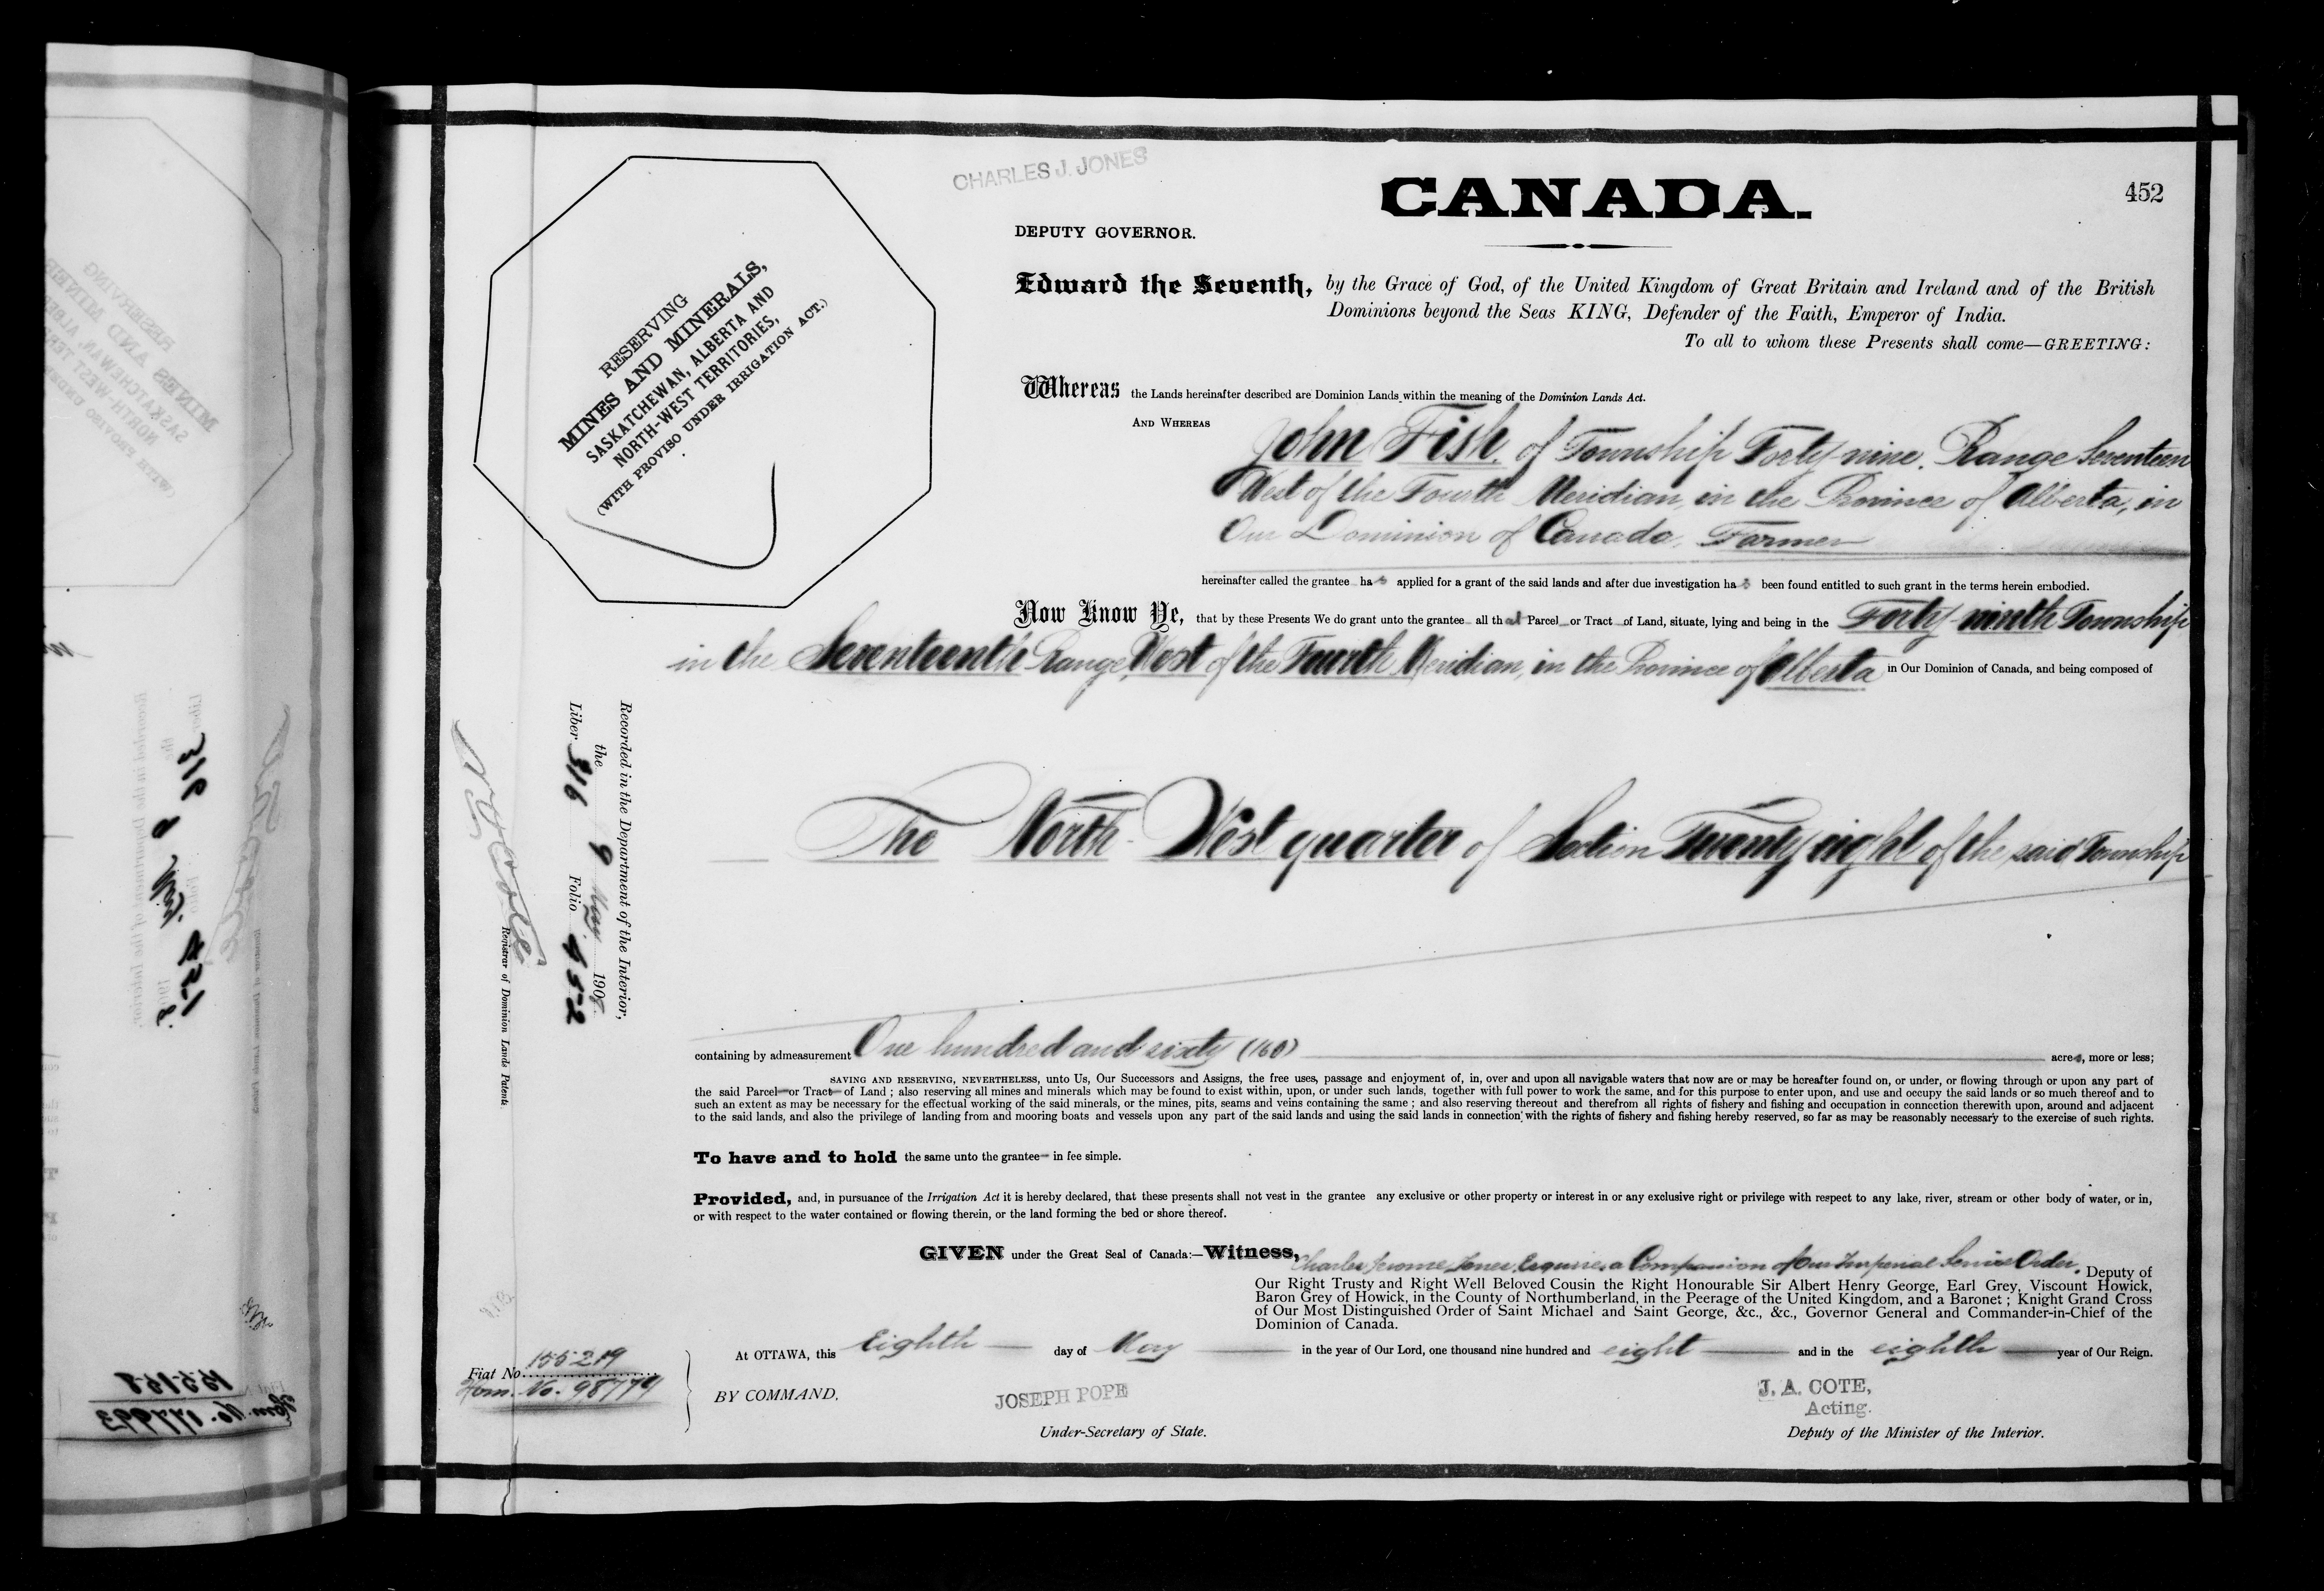 CHARLES J. JONES
CANADA.
452
DEPUTY GOVERNOR.
RESERVING
MINES AND MINERALS,
SASKATCHEWAN, ALBERTA AND
NORTH-WEST TERRITORIES,
(WITH PROVISO UNDER IRRIGATION ACT.)
Edward the Seventh, by the Grace of God, of the United Kingdom of Great Britain and Ireland and of the British
Dominions beyond the Seas KING, Defender of the Faith, Emperor of India.
To all to whom these Presents shall come—GREETING:
Whereas the Lands hereinafter described are Dominion Lands within the meaning of the Dominion Lands Act.
AND WHEREAS
John Fish, of Township Forty-nine, Range Seventeen
West of the Fourth Meridian, in the Province of Alberta, in
Our Dominion of Canada, Farmer
hereinafter called the grantee has applied for a grant of the said lands and after due investigation has been found entitled to such grant in the terms herein embodied.
Now Know Ye, that by these Presents We do grant unto the grantee all that Parcel or Tract of Land, situate, lying and being in the Forty-ninth Township
in the Seventeenth Range, West of the Fourth Meridian, in the Province of Alberta in Our Dominion of Canada, and being composed of
Recorded in the Department of the Interior,
the 9 May 1908
Liber 316 Folio 452
Registrar of Dominion Lands Patents
The North-West quarter of Section Twenty eight of the said Township
containing by admeasurement One hundred and sixty (160) acres, more or less;
SAVING AND RESERVING, NEVERTHELESS, unto Us, Our Successors and Assigns, the free uses, passage and enjoyment of, in, over and upon all navigable waters that now are or may be hereafter found on, or under, or flowing through or upon any part of
the said Parcel or Tract of Land; also reserving all mines and minerals which may be found to exist within, upon, or under such lands, together with full power to work the same, and for this purpose to enter upon, and use and occupy the said lands or so much thereof and to
such an extent as may be necessary for the effectual working of the said minerals, or the mines, pits, seams and veins containing the same; and also reserving thereout and therefrom all rights of fishery and fishing and occupation in connection therewith upon, around and adjacent
to the said lands, and also the privilege of landing from and mooring boats and vessels upon any part of the said lands and using the said lands in connection with the rights of fishery and fishing hereby reserved, so far as may be reasonably necessary to the exercise of such rights.
To have and to hold the same unto the grantee in fee simple.
Provided, and, in pursuance of the Irrigation Act it is hereby declared, that these presents shall not vest in the grantee any exclusive or other property or interest in or any exclusive right or privilege with respect to any lake, river, stream or other body of water, or in,
or with respect to the water contained or flowing therein, or the land forming the bed or shore thereof.
GIVEN under the Great Seal of Canada:—Witness, Charles Jerome Jones, Esquire, a Companion of Our Imperial Service Order, Deputy of
Our Right Trusty and Right Well Beloved Cousin the Right Honourable Sir Albert Henry George, Earl Grey, Viscount Howick,
Baron Grey of Howick, in the County of Northumberland, in the Peerage of the United Kingdom, and a Baronet; Knight Grand Cross
of Our Most Distinguished Order of Saint Michael and Saint George, &c., &c., Governor General and Commander-in-Chief of the
Dominion of Canada.
At OTTAWA, this Eighth day of May in the year of Our Lord, one thousand nine hundred and eight and in the eighth year of Our Reign.
Fiat No. 155219
Hom. No. 98774
BY COMMAND,
JOSEPH POPE
Under-Secretary of State.
J. A. COTE,
Acting.
Deputy of the Minister of the Interior.